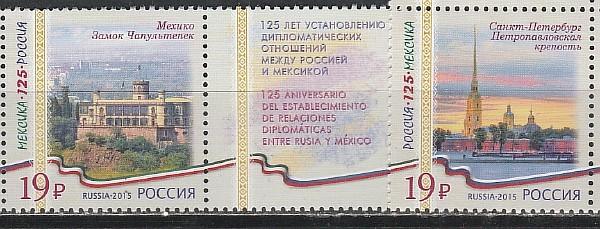 Мехико
Замок Чапультепек
МЕКСИКА·125·РОССИЯ
19₽
RUSSIA·2015 РОССИЯ
125 ЛЕТ УСТАНОВЛЕНИЮ
ДИПЛОМАТИЧЕСКИХ
ОТНОШЕНИЙ
МЕЖДУ РОССИЕЙ
И МЕКСИКОЙ
125 ANIVERSARIO
DEL ESTABLECIMIENTO
DE RELACIONES
DIPLOMÁTICAS
ENTRE RUSIA Y MÉXICO
Санкт-Петербург
Петропавловская
крепость
РОССИЯ·125·МЕКСИКА
19₽
RUSSIA·2015 РОССИЯ